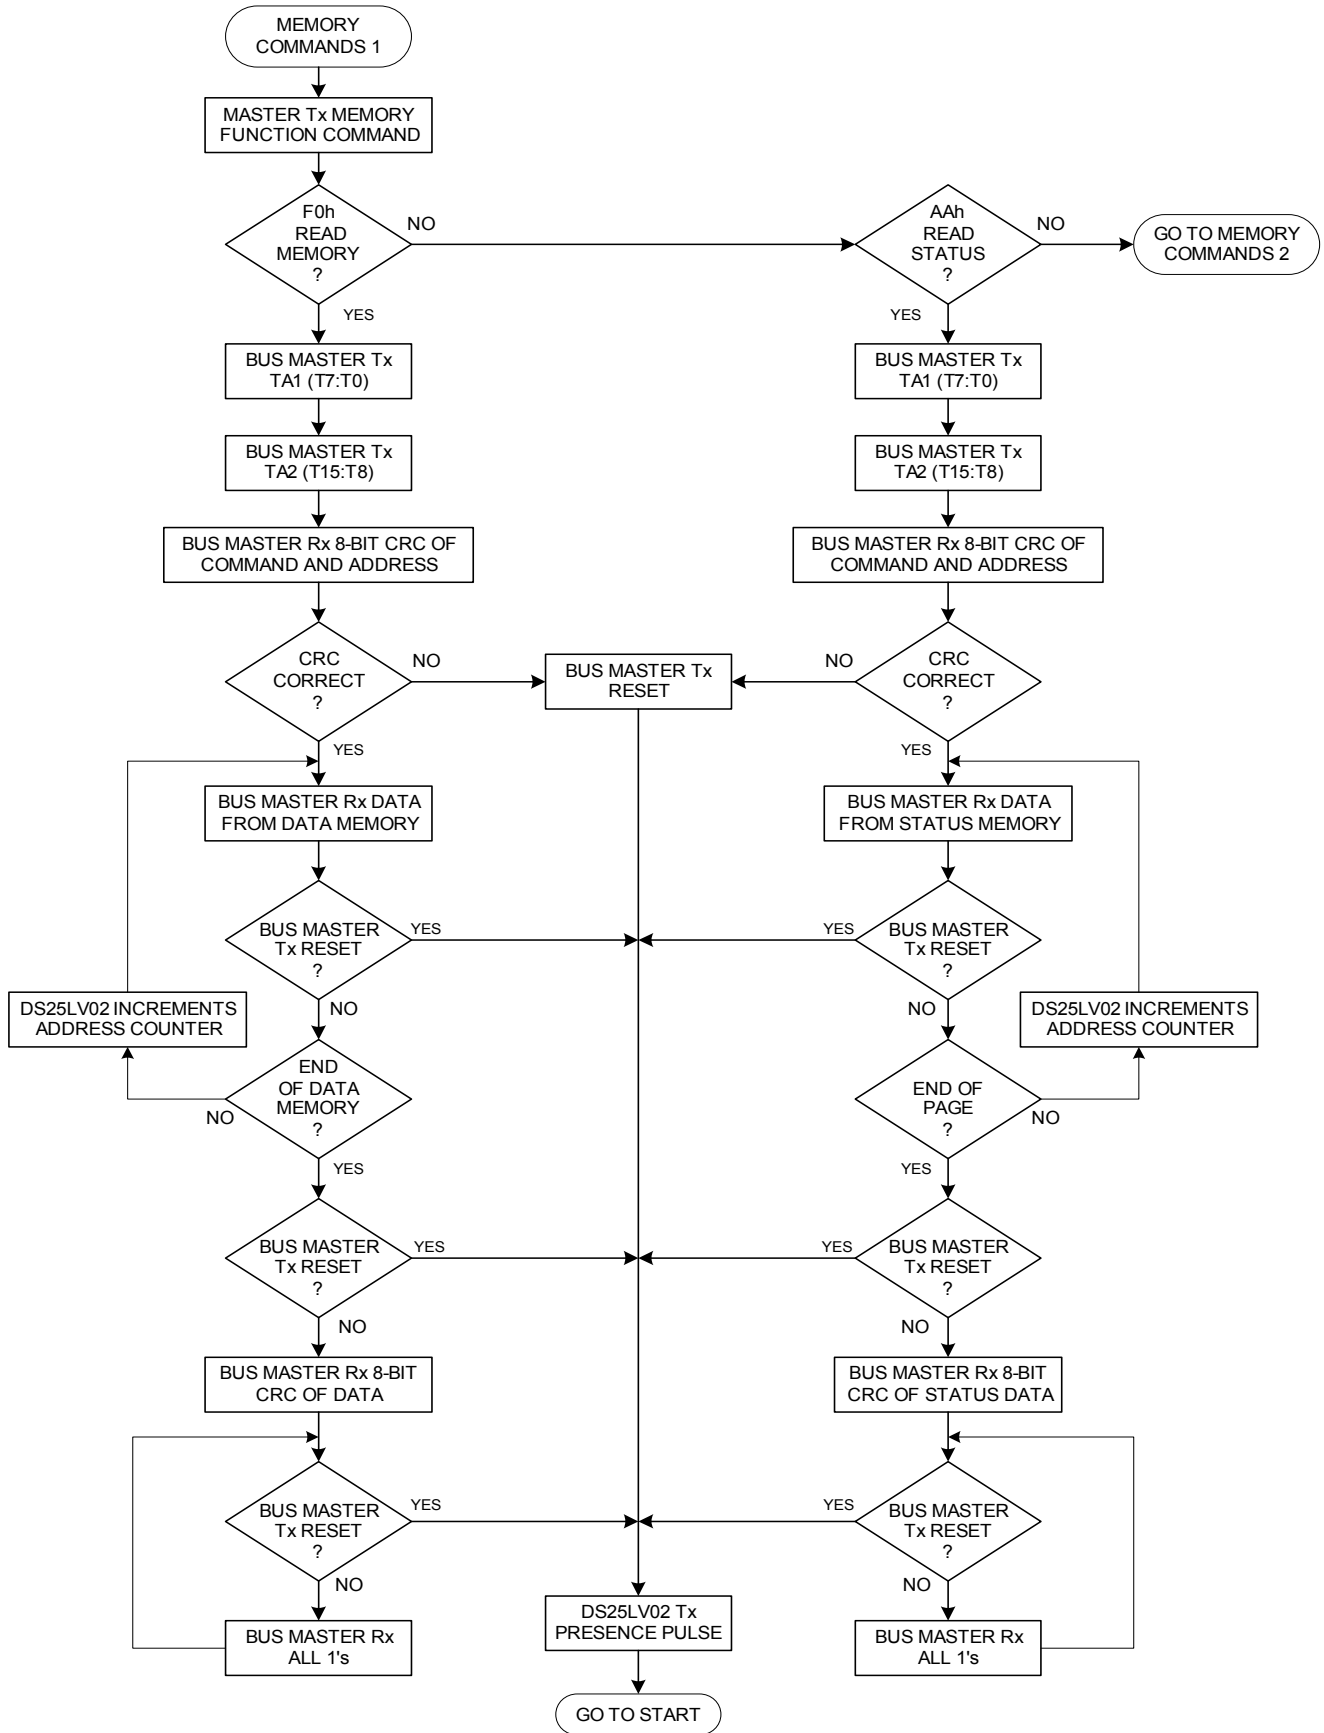 MEMORY
COMMANDS 1
MASTER Tx MEMORY
FUNCTION COMMAND
F0h
READ
MEMORY
?
NO
YES
AAh
READ
STATUS
?
NO
YES
GO TO MEMORY
COMMANDS 2
BUS MASTER Tx
TA1 (T7:T0)
BUS MASTER Tx
TA1 (T7:T0)
BUS MASTER Tx
TA2 (T15:T8)
BUS MASTER Tx
TA2 (T15:T8)
BUS MASTER Rx 8-BIT CRC OF
COMMAND AND ADDRESS
BUS MASTER Rx 8-BIT CRC OF
COMMAND AND ADDRESS
CRC
CORRECT
?
NO
YES
BUS MASTER Tx
RESET
NO
CRC
CORRECT
?
YES
BUS MASTER Rx DATA
FROM DATA MEMORY
BUS MASTER Rx DATA
FROM STATUS MEMORY
BUS MASTER
Tx RESET
?
YES
NO
YES
BUS MASTER
Tx RESET
?
NO
DS25LV02 INCREMENTS
ADDRESS COUNTER
DS25LV02 INCREMENTS
ADDRESS COUNTER
END
OF DATA
MEMORY
?
NO
YES
END OF
PAGE
?
NO
YES
BUS MASTER
Tx RESET
?
YES
NO
YES
BUS MASTER
Tx RESET
?
NO
BUS MASTER Rx 8-BIT
CRC OF DATA
BUS MASTER Rx 8-BIT
CRC OF STATUS DATA
BUS MASTER
Tx RESET
?
YES
NO
YES
BUS MASTER
Tx RESET
?
NO
BUS MASTER Rx
ALL 1's
DS25LV02 Tx
PRESENCE PULSE
BUS MASTER Rx
ALL 1's
GO TO START